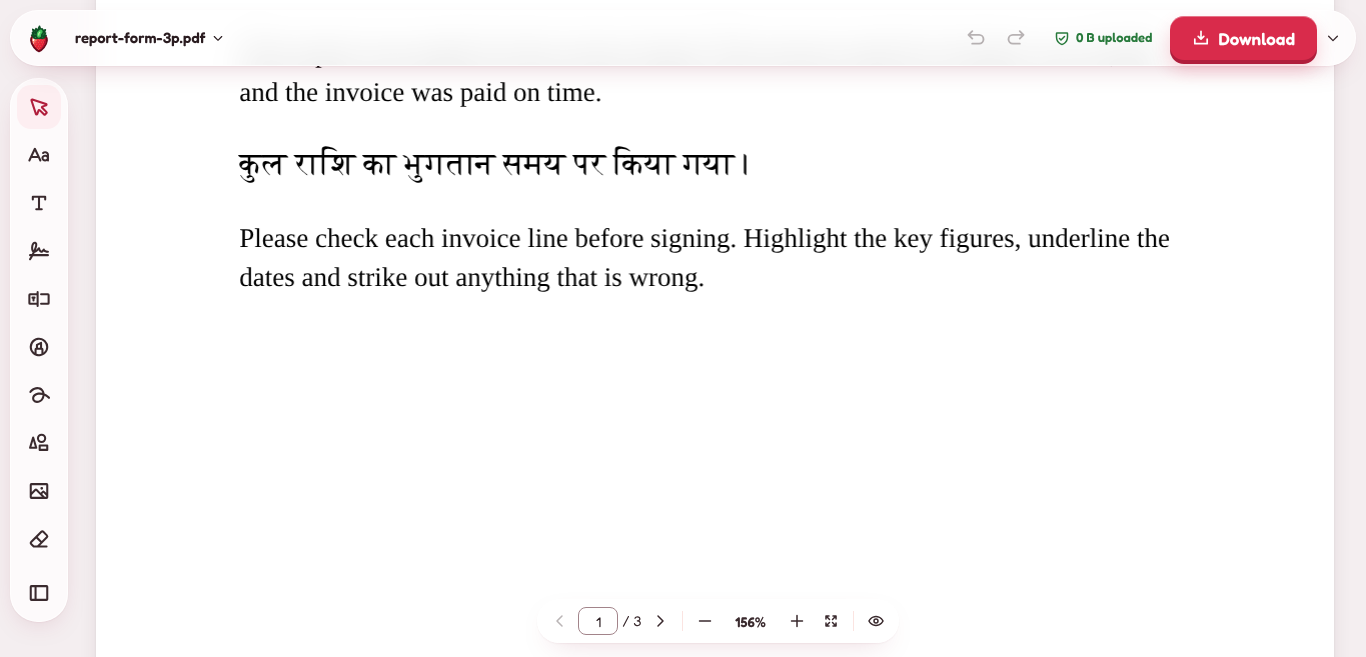 report-form-3p.pdf
0 B uploaded
Download
and the invoice was paid on time.
कुल राशि का भुगतान समय पर किया गया।
Please check each invoice line before signing. Highlight the key figures, underline the
dates and strike out anything that is wrong.
Aa
T
1 / 3
156%